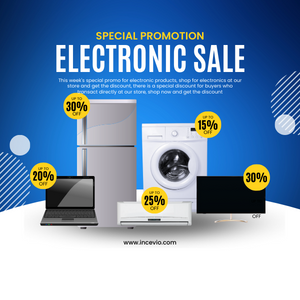 SPECIAL PROMOTION
ELECTRONIC SALE
This week's special promo for electronic products, shop for electronics at our
store and get the discount, there is a special discount for buyers who
transact directly at our store, shop now and get the discount
UP TO
30%
OFF
UP TO
15%
OFF
UP TO
20%
OFF
UP TO
25%
OFF
30%
OFF
www.incevio.com